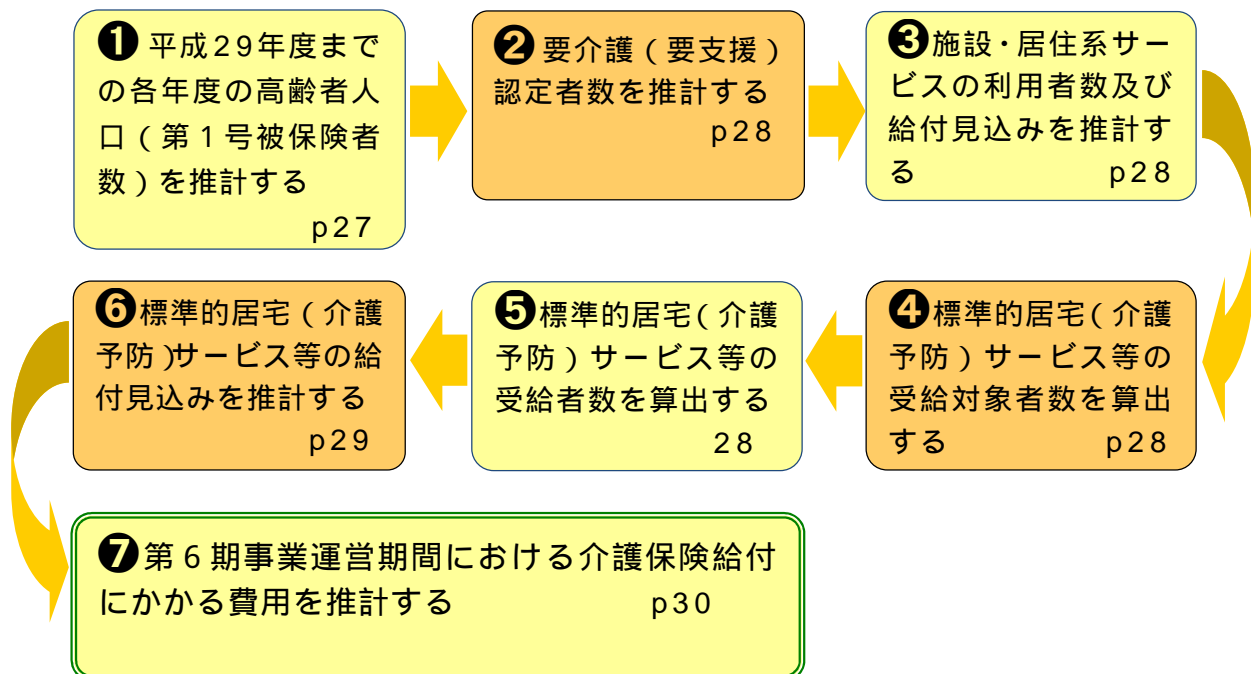 ❶平成29年度まで
の各年度の高齢者人
口(第1号被保険者
数)を推計する
p27
❷要介護(要支援)
認定者数を推計する
p28
❸施設・居住系サー
ビスの利用者数及び
給付見込みを推計す
る p28
❹標準的居宅(介護
予防)サービス等の
受給対象者数を算出
する p28
❺標準的居宅(介護
予防)サービス等の
受給者数を算出する
28
❻標準的居宅(介護
予防)サービス等の給
付見込みを推計する
p29
❼第6期事業運営期間における介護保険給付
にかかる費用を推計する p30